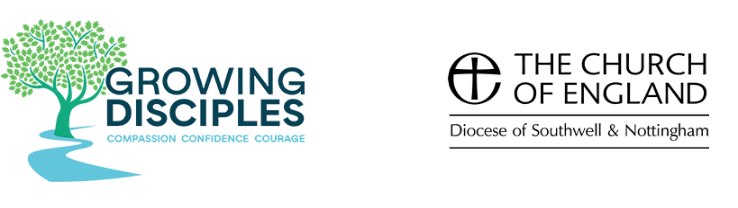 GROWING
DISCIPLES
COMPASSION CONFIDENCE COURAGE
THE CHURCH
OF ENGLAND
Diocese of Southwell & Nottingham